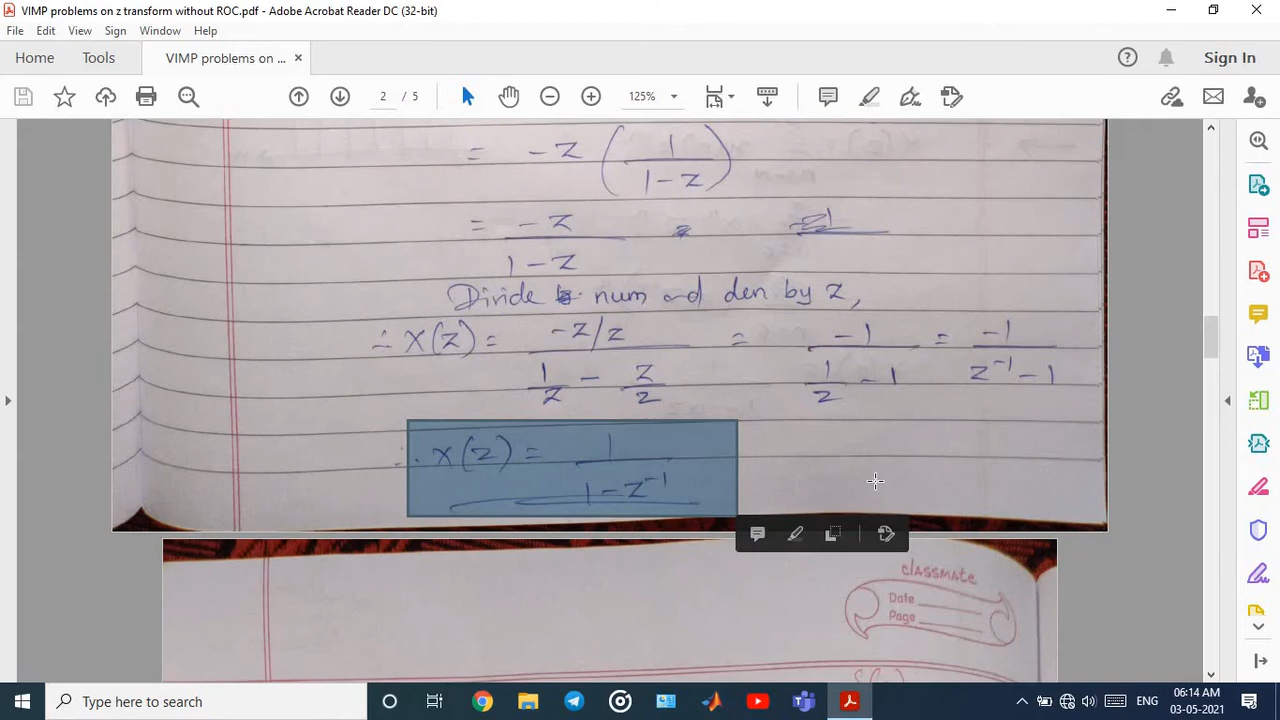 VIMP problems on z transform without ROC.pdf - Adobe Acrobat Reader DC (32-bit)
File Edit View Sign Window Help
Home Tools VIMP problems on ... × Sign In
2 / 5 125%
= -z ( 1 / 1-z )
= -z / 1-z
Divide num and den by z,
∴ X(z) = -z/z / 1/z - z/z = -1 / 1/z - 1 = -1 / z⁻¹ - 1
∴ X(z) = 1 / 1 - z⁻¹
classmate
Date
Page
Type here to search
ENG
06:14 AM
03-05-2021